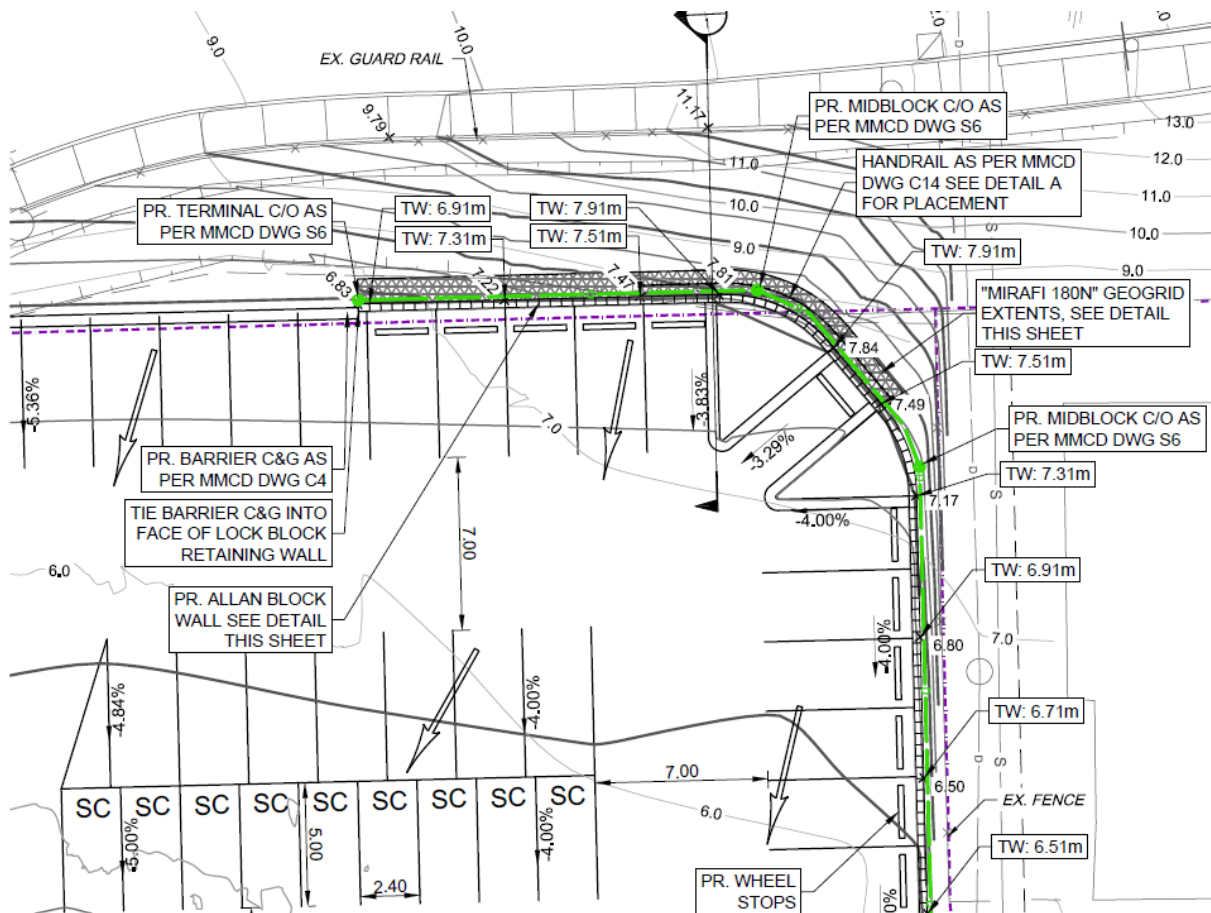 9.0
10.0
10.0
EX. GUARD RAIL
9.79
11.17
PR. MIDBLOCK C/O AS
PER MMCD DWG S6
13.0
12.0
11.0
11.0
10.0
10.0
9.0
9.0
HANDRAIL AS PER MMCD
DWG C14 SEE DETAIL A
FOR PLACEMENT
PR. TERMINAL C/O AS
PER MMCD DWG S6
TW: 6.91m
TW: 7.31m
TW: 7.91m
TW: 7.51m
TW: 7.91m
6.83
7.22
7.47
7.81
"MIRAFI 180N" GEOGRID
EXTENTS, SEE DETAIL
THIS SHEET
7.84
TW: 7.51m
7.49
-5.36%
-3.83%
7.0
-3.29%
PR. MIDBLOCK C/O AS
PER MMCD DWG S6
TW: 7.31m
7.17
-4.00%
PR. BARRIER C&G AS
PER MMCD DWG C4
TIE BARRIER C&G INTO
FACE OF LOCK BLOCK
RETAINING WALL
7.00
6.0
TW: 6.91m
PR. ALLAN BLOCK
WALL SEE DETAIL
THIS SHEET
6.80
7.0
-4.00%
-4.84%
-4.00%
TW: 6.71m
7.00
6.50
SC SC SC SC SC SC SC SC SC
-5.00%
5.00
-4.00%
6.0
EX. FENCE
TW: 6.51m
2.40
PR. WHEEL
STOPS
D
D
D
S
S
S